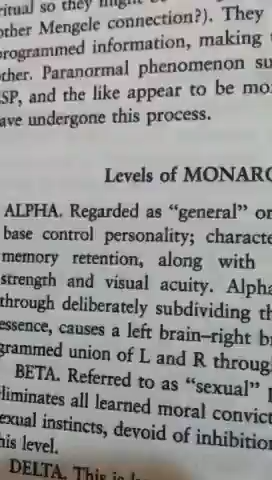 ritual so they might
other Mengele connection?). They
programmed information, making
other. Paranormal phenomenon su
SP, and the like appear to be mo
ave undergone this process.
Levels of MONARC
ALPHA. Regarded as “general” or
base control personality; characte
memory retention, along with
strength and visual acuity. Alpha
through deliberately subdividing th
essence, causes a left brain–right b
grammed union of L and R throug
BETA. Referred to as “sexual”
eliminates all learned moral convict
exual instincts, devoid of inhibition
his level.
DELTA. This is